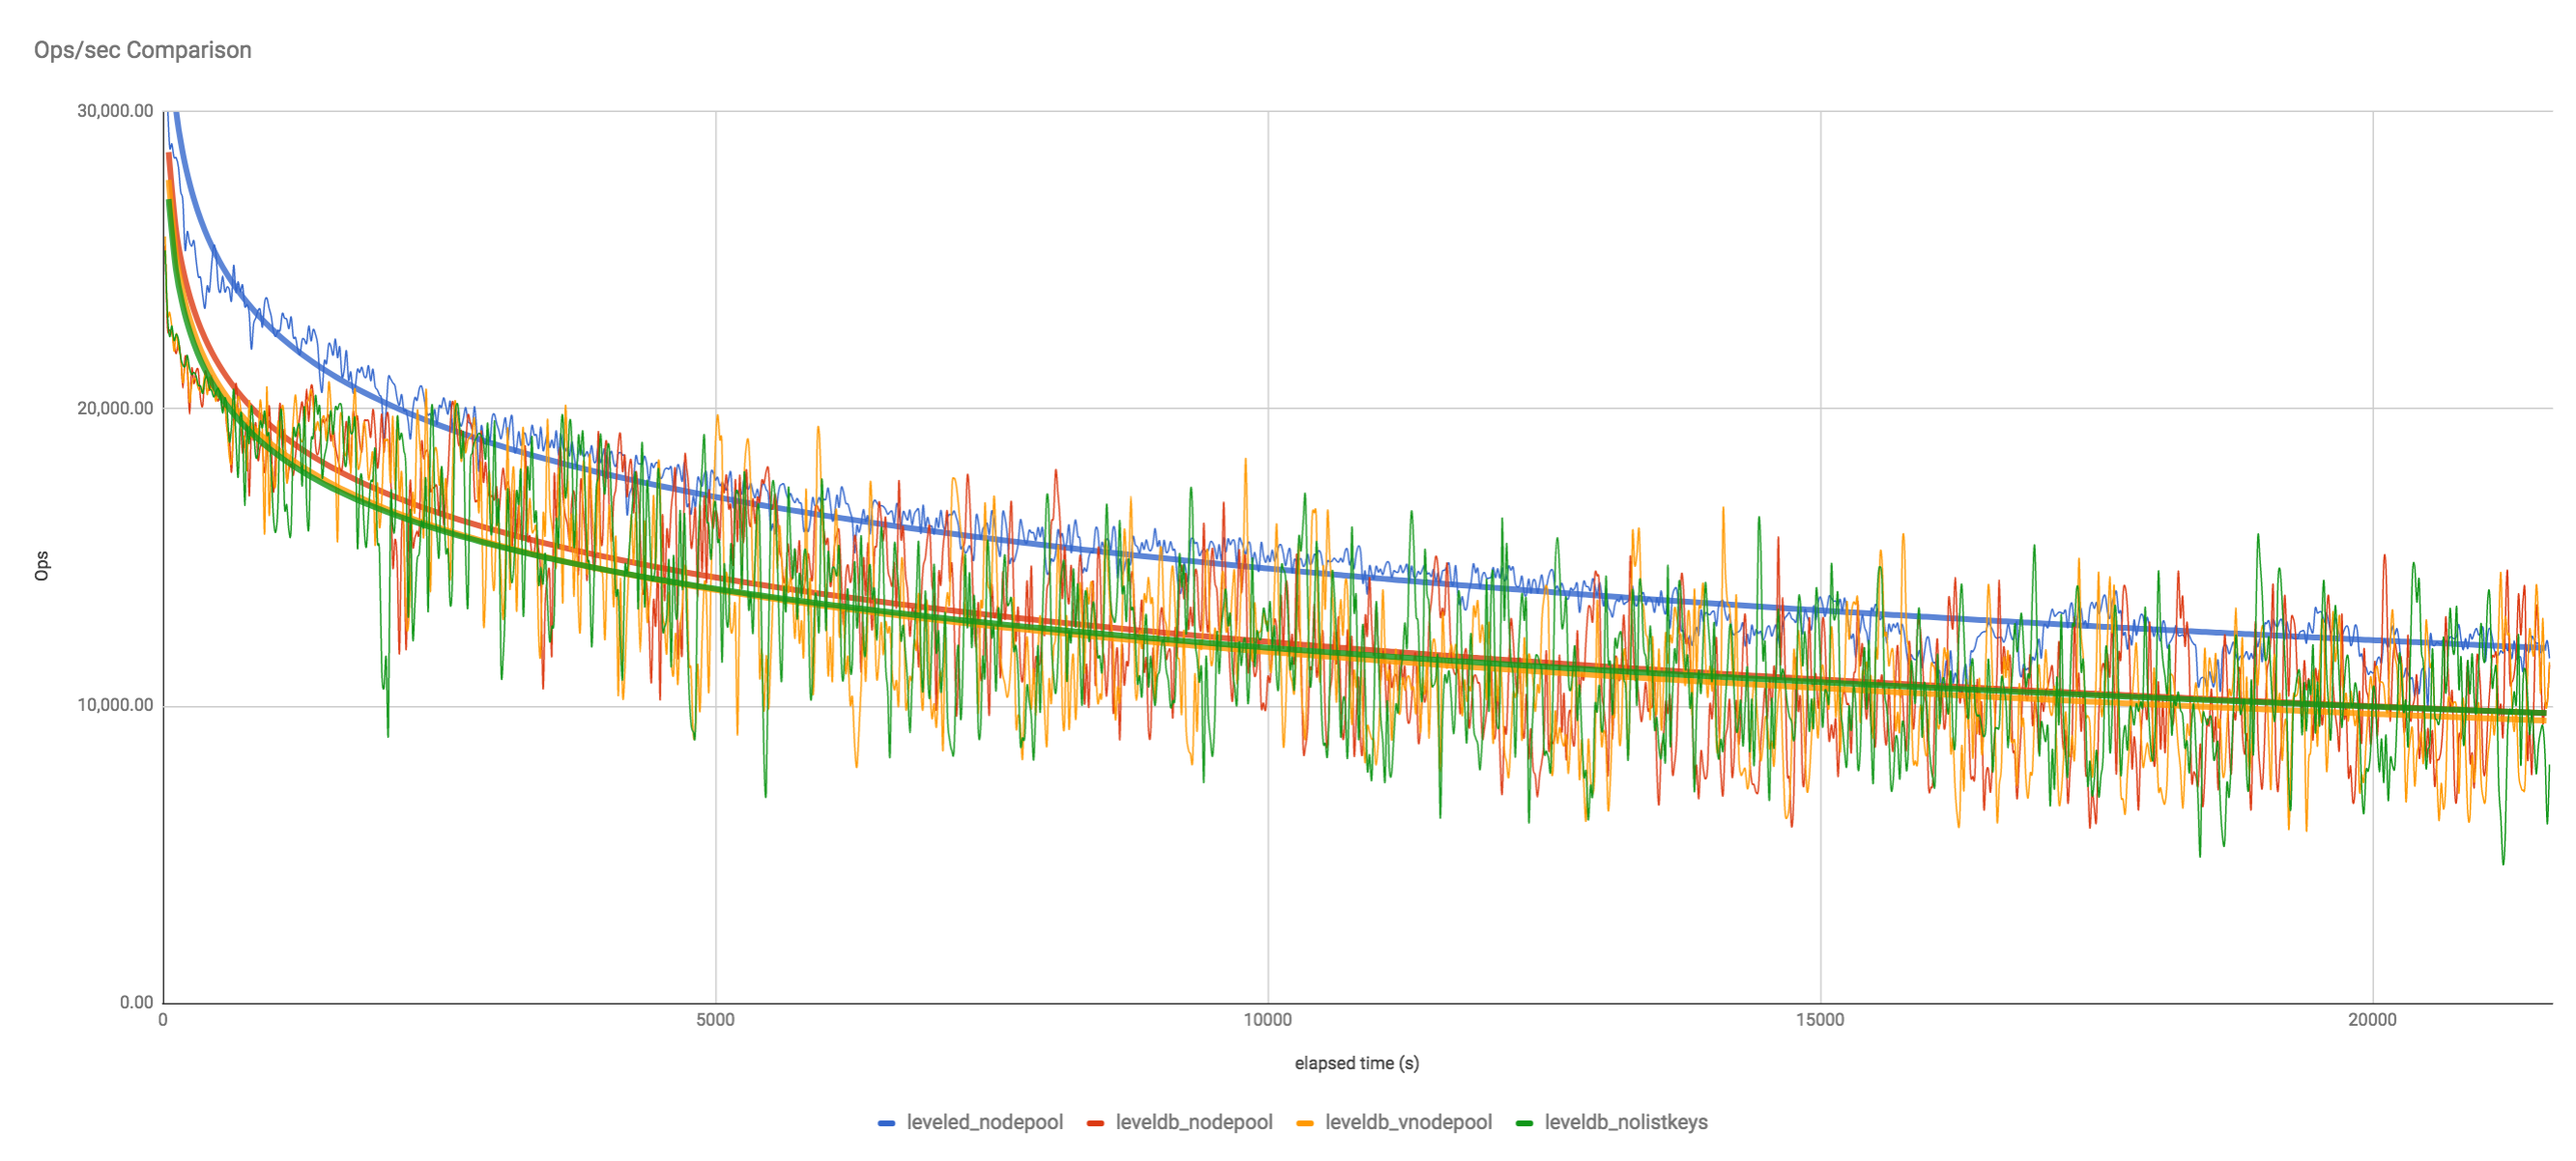 Ops/sec Comparison
30,000.00
20,000.00
10,000.00
0.00
Ops
0 5000 10000 15000 20000
elapsed time (s)
leveled_nodepool leveldb_nodepool leveldb_vnodepool leveldb_nolistkeys